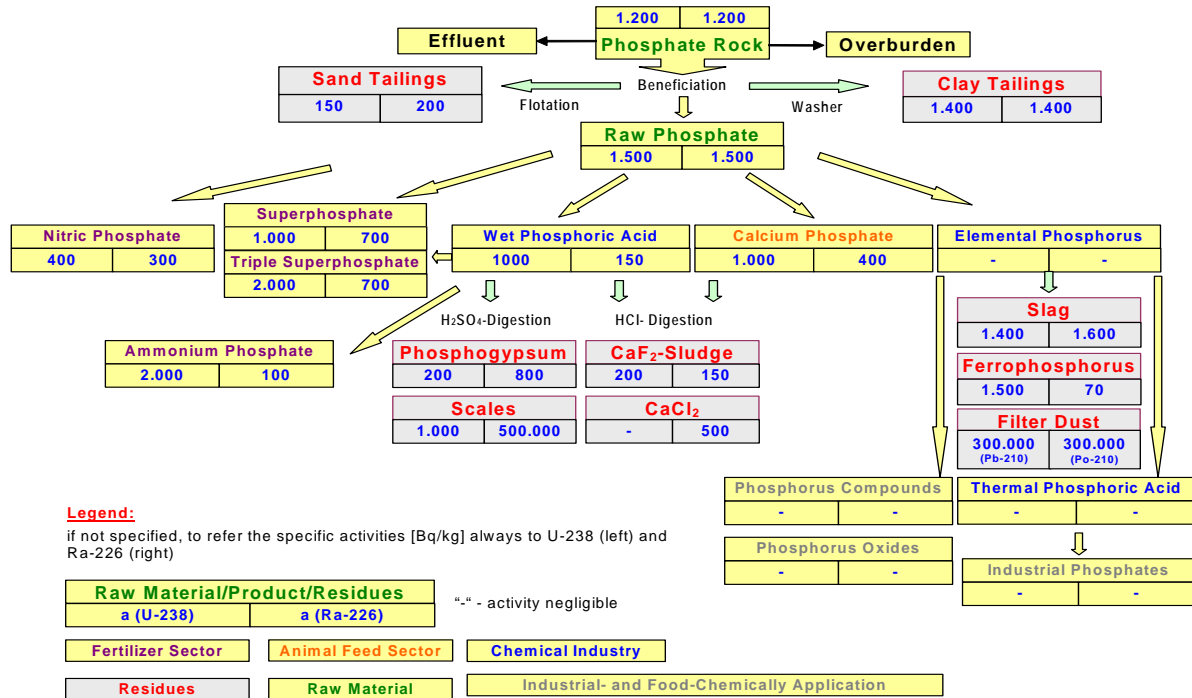 1.200 1.200
Effluent Phosphate Rock Overburden
Sand Tailings Beneficiation Clay Tailings
150 200 Flotation Washer 1.400 1.400
Raw Phosphate
1.500 1.500
Superphosphate
Nitric Phosphate 1.000 700 Wet Phosphoric Acid Calcium Phosphate Elemental Phosphorus
400 300 Triple Superphosphate 1000 150 1.000 400 - -
2.000 700
H₂SO₄-Digestion HCl- Digestion Slag
1.400 1.600
Ammonium Phosphate Phosphogypsum CaF₂-Sludge Ferrophosphorus
2.000 100 200 800 200 150 1.500 70
Scales CaCl₂ Filter Dust
1.000 500.000 - 500 300.000 300.000
(Pb-210) (Po-210)
Phosphorus Compounds Thermal Phosphoric Acid
- - - -
Legend:
if not specified, to refer the specific activities [Bq/kg] always to U-238 (left) and
Ra-226 (right)
Phosphorus Oxides Industrial Phosphates
- - - -
Raw Material/Product/Residues "-" - activity negligible
a (U-238) a (Ra-226)
Fertilizer Sector Animal Feed Sector Chemical Industry
Residues Raw Material Industrial- and Food-Chemically Application